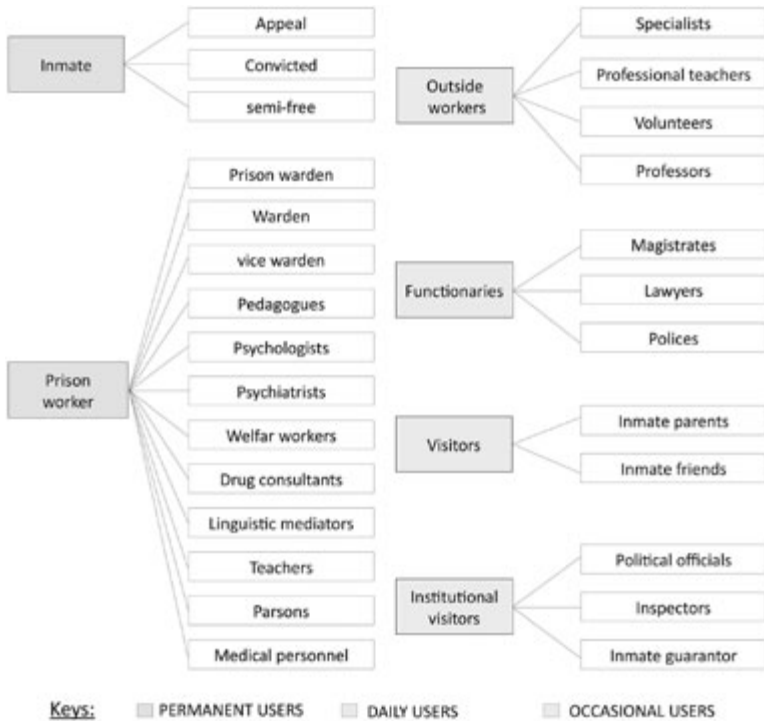 Inmate
Appeal
Convicted
semi-free
Prison
worker
Prison warden
Warden
vice warden
Pedagogues
Psychologists
Psychiatrists
Welfar workers
Drug consultants
Linguistic mediators
Teachers
Parsons
Medical personnel
Outside
workers
Specialists
Professional teachers
Volunteers
Professors
Functionaries
Magistrates
Lawyers
Polices
Visitors
Inmate parents
Inmate friends
Institutional
visitors
Political officials
Inspectors
Inmate guarantor
Keys: PERMANENT USERS DAILY USERS OCCASIONAL USERS